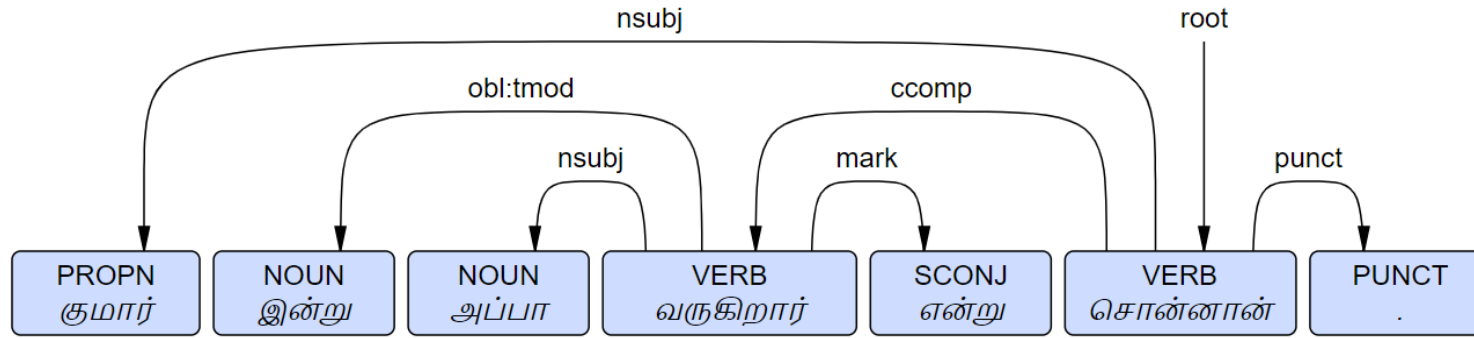 nsubj root
obl:tmod ccomp
nsubj mark punct
PROPN NOUN NOUN VERB SCONJ VERB PUNCT
குமார் இன்று அப்பா வருகிறார் என்று சொன்னான் .